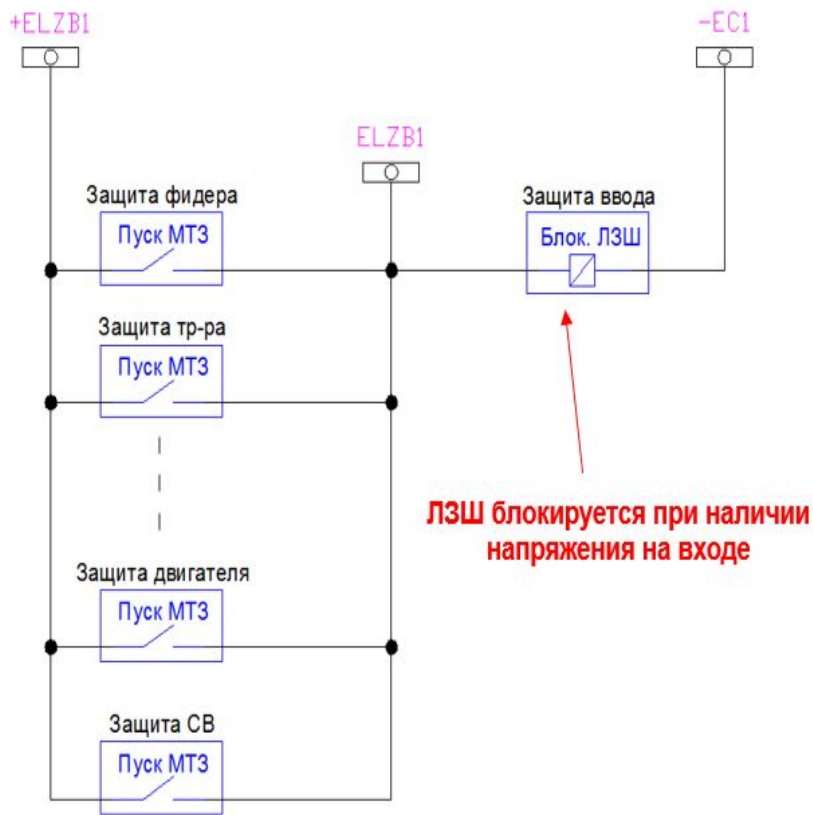 +ELZB1
-EC1
ELZB1
Защита фидера
Пуск МТЗ
Защита ввода
Блок. ЛЗШ
Защита тр-ра
Пуск МТЗ
ЛЗШ блокируется при наличии
напряжения на входе
Защита двигателя
Пуск МТЗ
Защита СВ
Пуск МТЗ